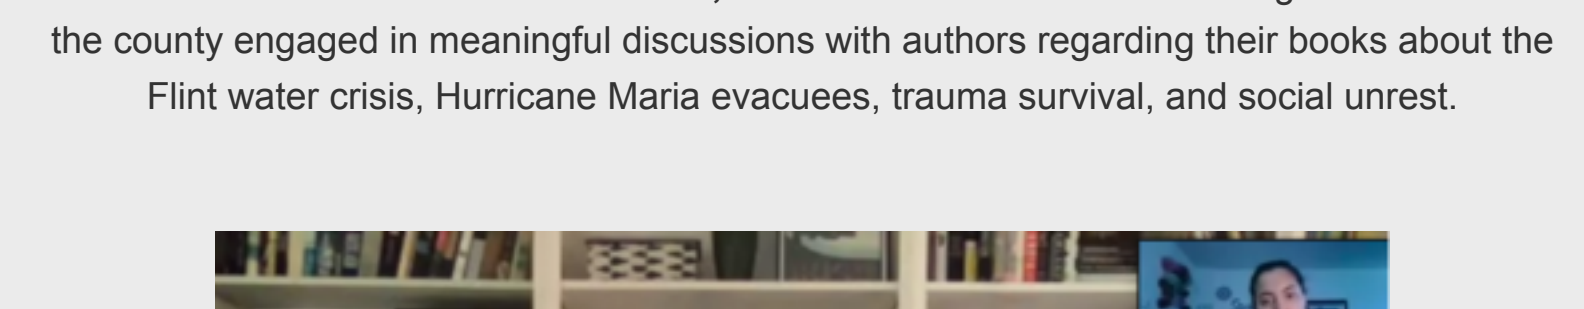 the county engaged in meaningful discussions with authors regarding their books about the
Flint water crisis, Hurricane Maria evacuees, trauma survival, and social unrest.